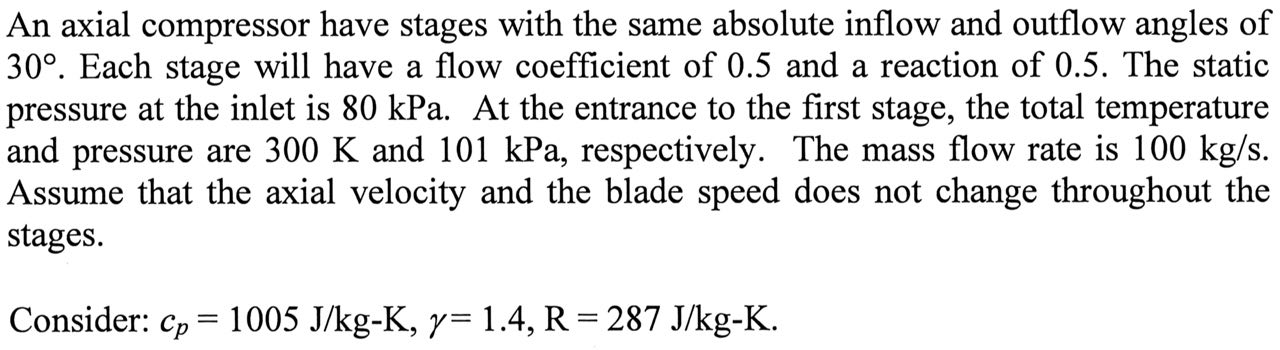 An axial compressor have stages with the same absolute inflow and outflow angles of
30°. Each stage will have a flow coefficient of 0.5 and a reaction of 0.5. The static
pressure at the inlet is 80 kPa. At the entrance to the first stage, the total temperature
and pressure are 300 K and 101 kPa, respectively. The mass flow rate is 100 kg/s.
Assume that the axial velocity and the blade speed does not change throughout the
stages.
Consider: cₚ = 1005 J/kg-K, γ = 1.4, R = 287 J/kg-K.